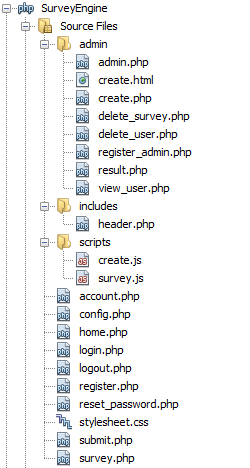 SurveyEngine
Source Files
admin
admin.php
create.html
create.php
delete_survey.php
delete_user.php
register_admin.php
result.php
view_user.php
includes
header.php
scripts
create.js
survey.js
account.php
config.php
home.php
login.php
logout.php
register.php
reset_password.php
stylesheet.css
submit.php
survey.php